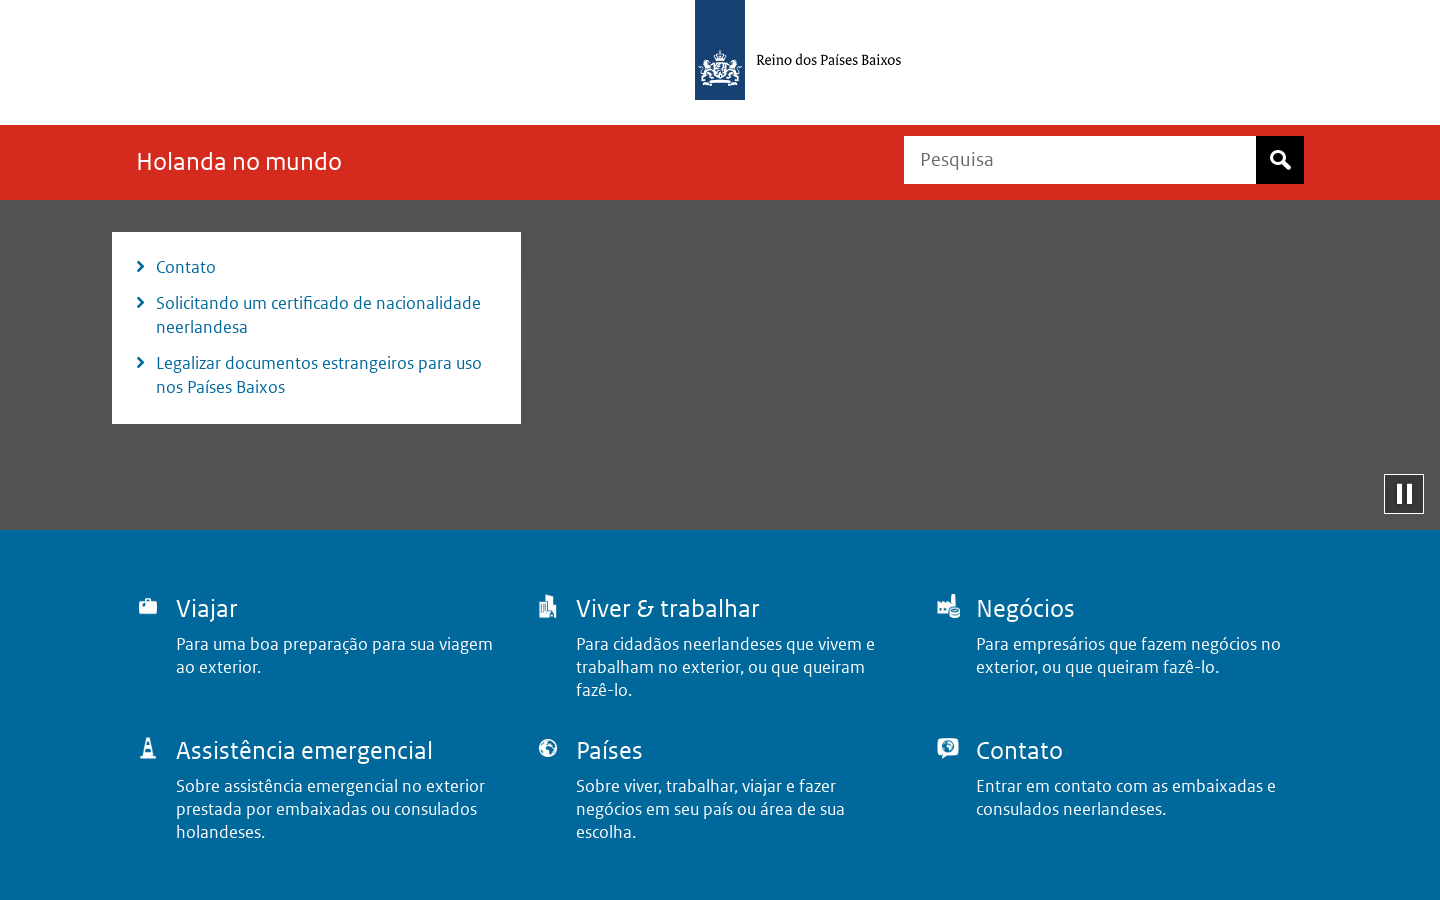 Reino dos Países Baixos
Holanda no mundo
Pesquisa
Contato
Solicitando um certificado de nacionalidade
neerlandesa
Legalizar documentos estrangeiros para uso
nos Países Baixos
Viajar
Para uma boa preparação para sua viagem
ao exterior.
Viver & trabalhar
Para cidadãos neerlandeses que vivem e
trabalham no exterior, ou que queiram
fazê-lo.
Negócios
Para empresários que fazem negócios no
exterior, ou que queiram fazê-lo.
Assistência emergencial
Sobre assistência emergencial no exterior
prestada por embaixadas ou consulados
holandeses.
Países
Sobre viver, trabalhar, viajar e fazer
negócios em seu país ou área de sua
escolha.
Contato
Entrar em contato com as embaixadas e
consulados neerlandeses.